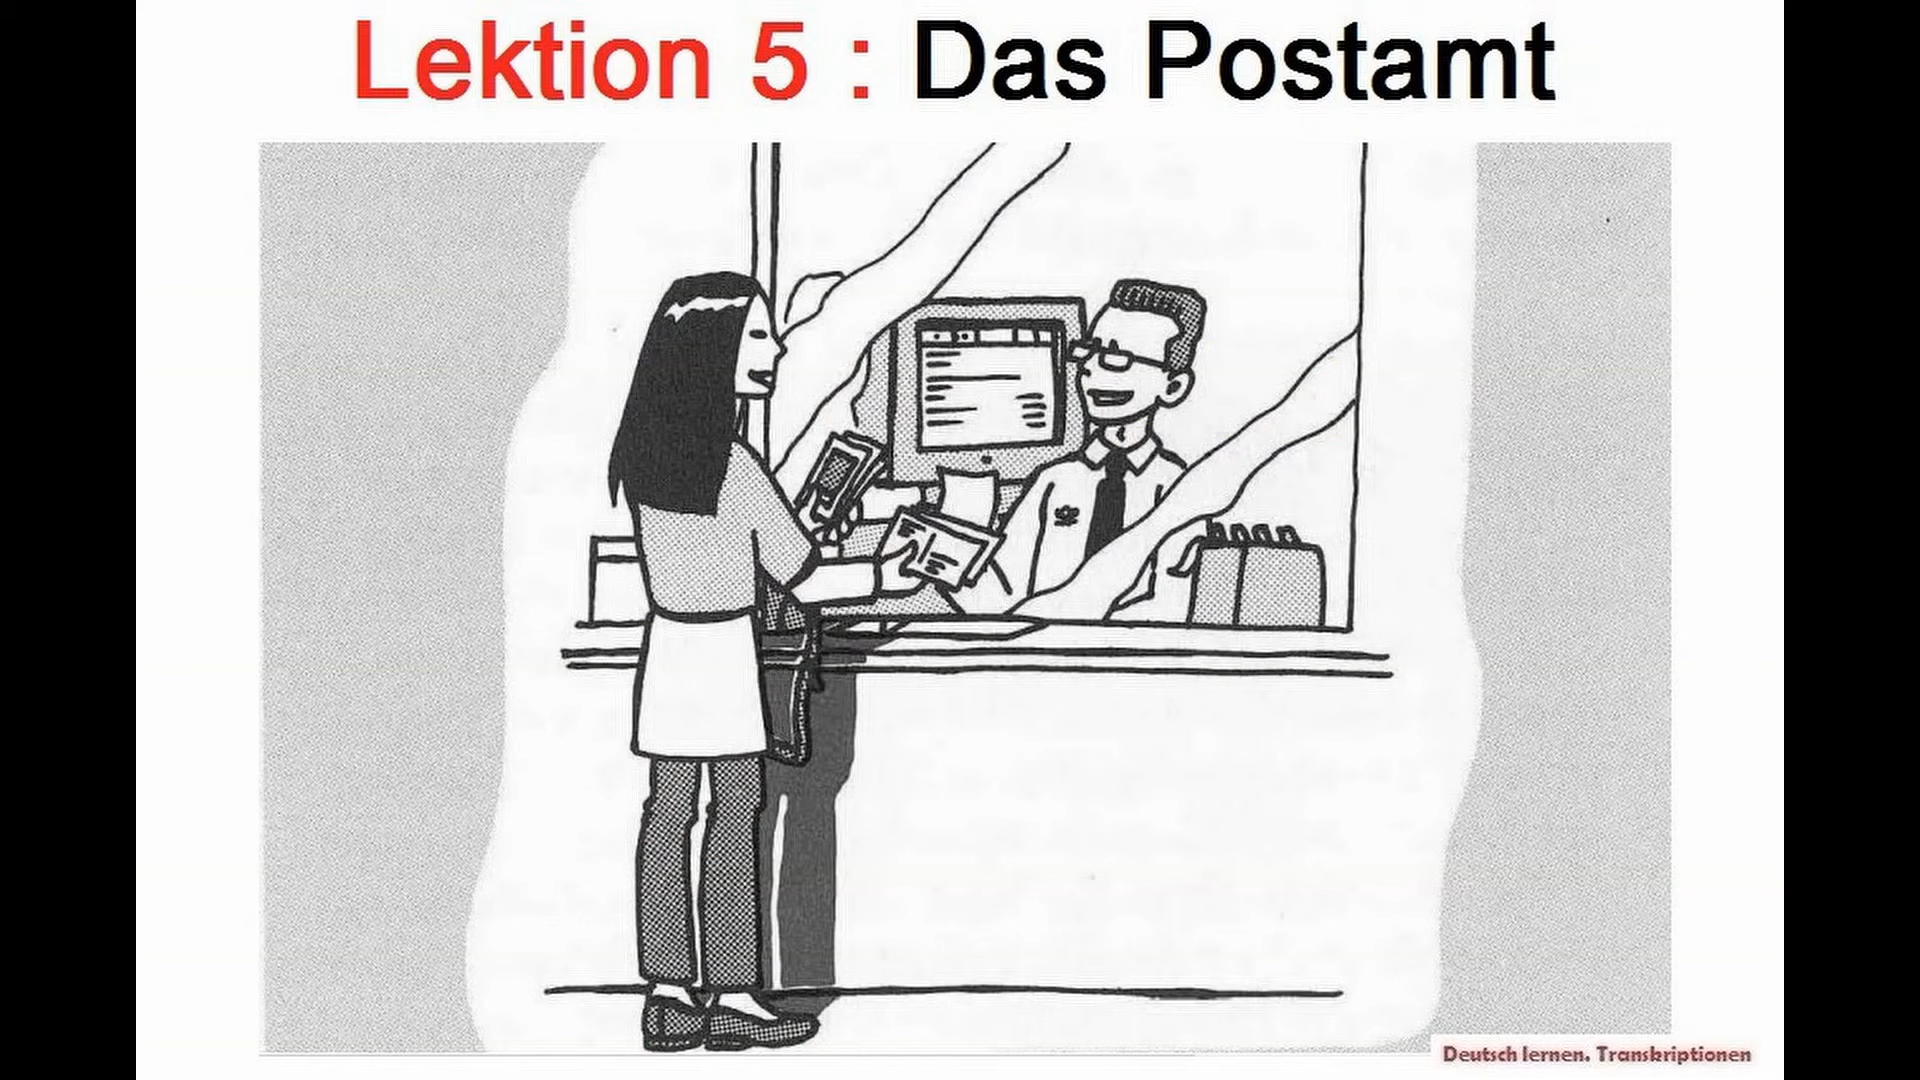 Lektion 5 : Das Postamt
Deutsch lernen. Transkriptionen